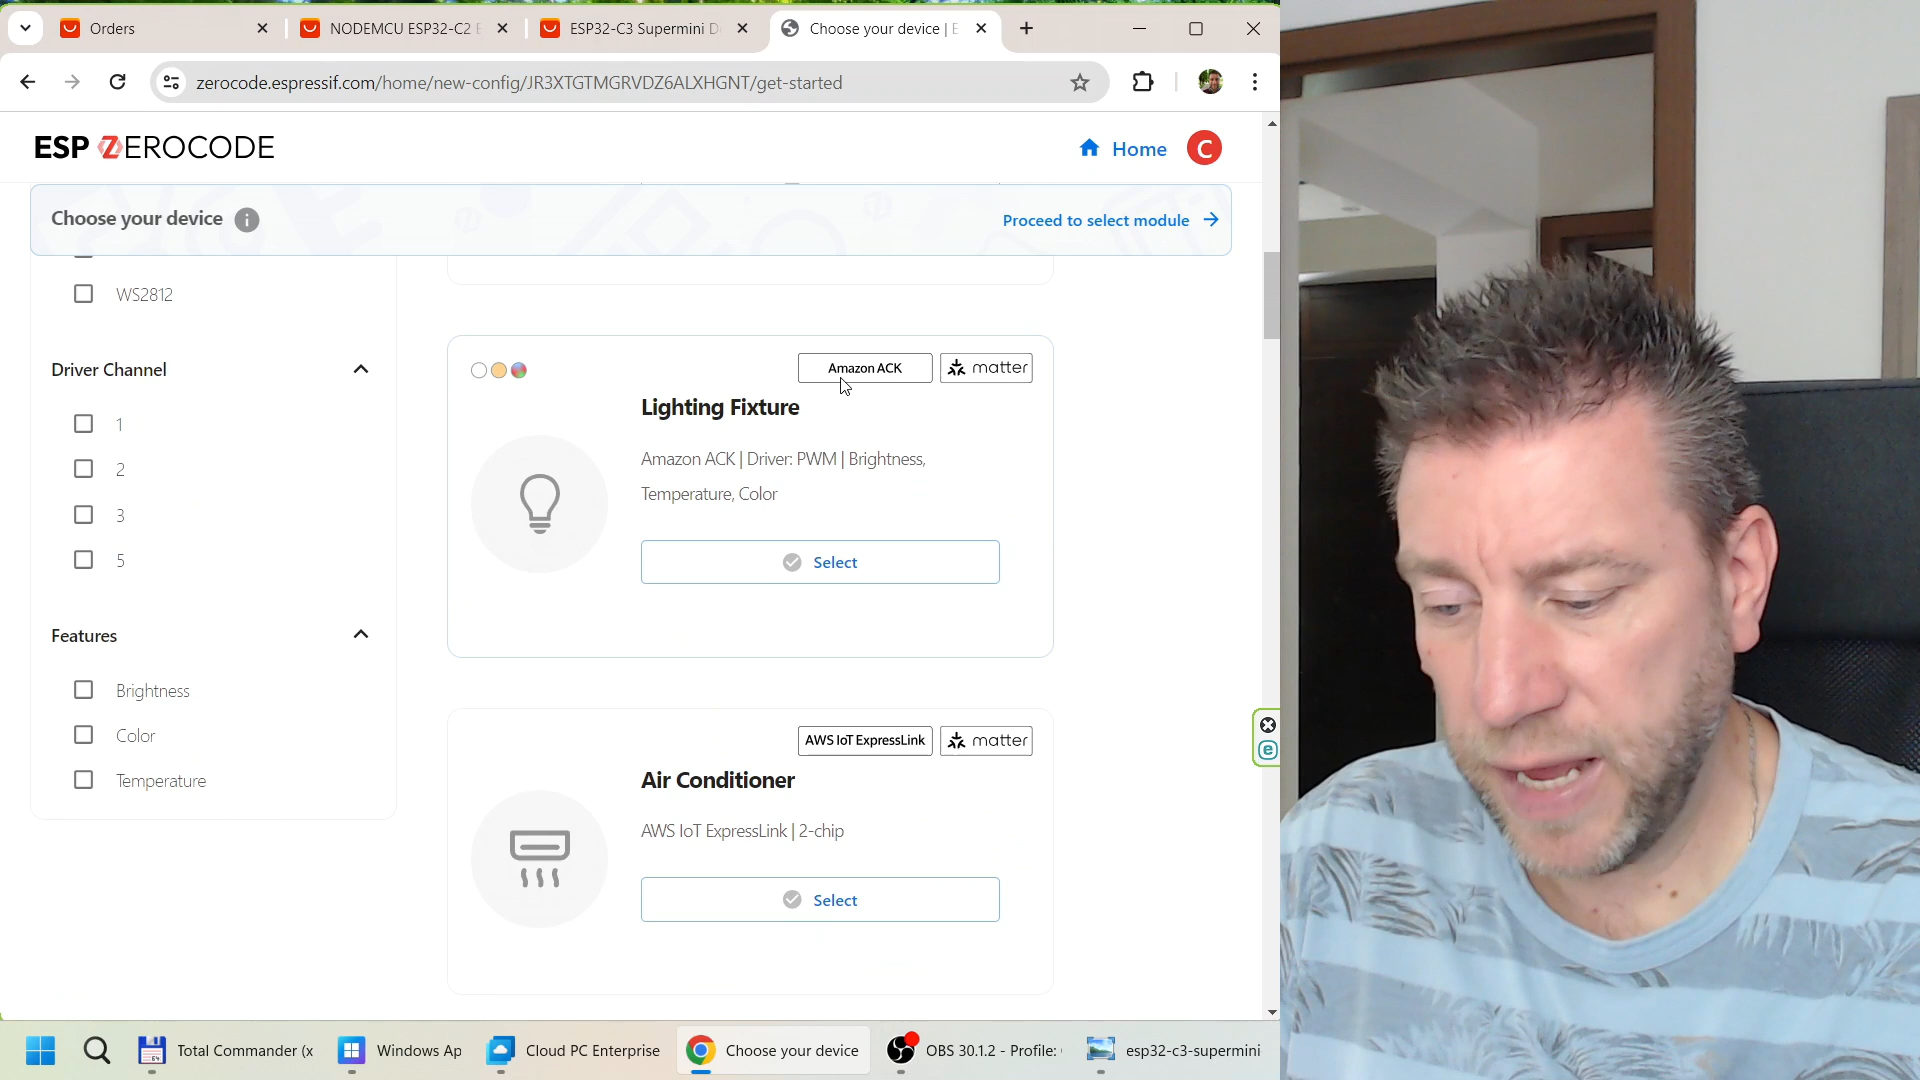 Orders
NODEMCU ESP32-C2
ESP32-C3 Supermini D
Choose your device | E
zerocode.espressif.com/home/new-config/JR3XTGTMGRVDZ6ALXHGNT/get-started
ESP ZEROCODE
Home
C
Choose your device
Proceed to select module
WS2812
Driver Channel
1
2
3
5
Features
Brightness
Color
Temperature
Amazon ACK
matter
Lighting Fixture
Amazon ACK | Driver: PWM | Brightness,
Temperature, Color
Select
AWS IoT ExpressLink
matter
Air Conditioner
AWS IoT ExpressLink | 2-chip
Select
Total Commander (x
Windows Ap
Cloud PC Enterprise
Choose your device
OBS 30.1.2 - Profile:
esp32-c3-supermini